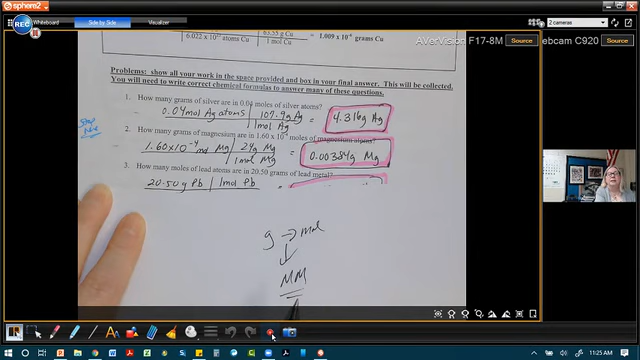 sphere2
REC
Whiteboard
Side by Side
Visualizer
2 cameras
AVerVision F17-8M
Source
ebcam C920
Source
6.022 x 10²³ atoms Cu
1 mol Cu
= 1.009 x 10⁻⁴ grams Cu
Problems: show all your work in the space provided and box in your final answer. This will be collected.
You will need to write correct chemical formulas to answer many of these questions.
1. How many grams of silver are in 0.04 moles of silver atoms?
0.04 mol Ag atoms | 107.9 g Ag
1 mol Ag
= 4.316 g Ag
2. How many grams of magnesium are in 1.60 x 10⁻⁴ moles of magnesium atoms?
1.60 x 10⁻⁴ mol Mg | 24 g Mg
1 mol Mg
= 0.00384 g Mg
3. How many moles of lead atoms are in 20.50 grams of lead metal?
20.50 g Pb | 1 mol Pb
=
g → mol
↓
MM
11:25 AM